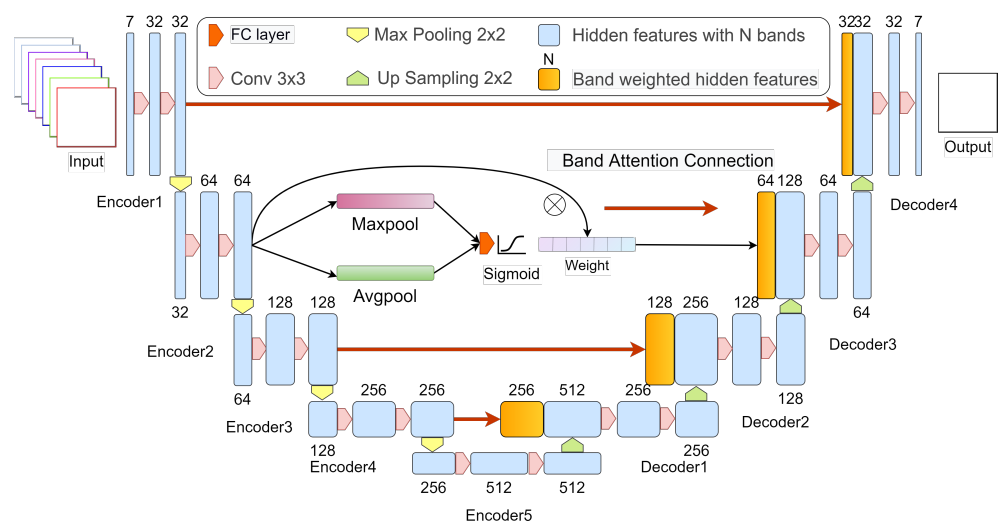 7 32 32
FC layer
Max Pooling 2x2
Hidden features with N bands
Conv 3x3
Up Sampling 2x2
N
Band weighted hidden features
32 32 32 7
Input
Output
Encoder1
64 64
Band Attention Connection
64 128 64
Decoder4
Maxpool
Sigmoid
Weight
Avgpool
32
64
Encoder2
128 128
128 256 128
Decoder3
64
128
Encoder3
256 256
256 512 256
Decoder2
128
256
Encoder4
Decoder1
256 512 512
Encoder5